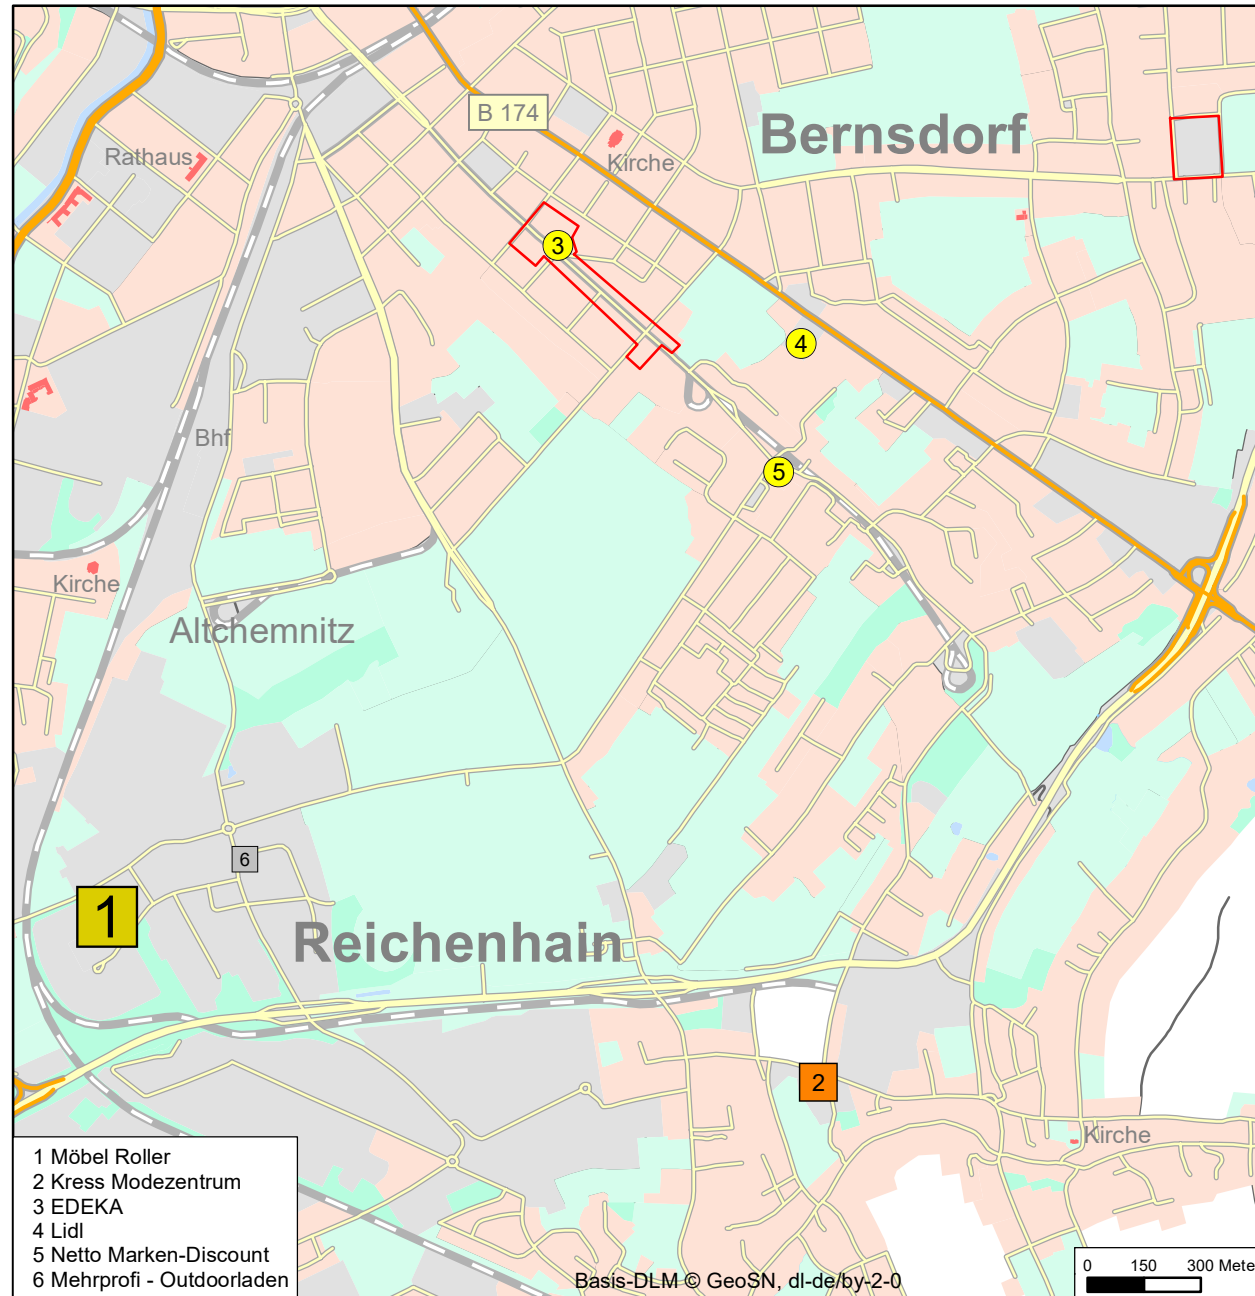 B 174
Bernsdorf
Kirche
Rathaus
3
4
Bhf
5
Kirche
Altchemnitz
6
1
Reichenhain
2
Kirche
1 Möbel Roller
2 Kress Modezentrum
3 EDEKA
4 Lidl
5 Netto Marken-Discount
6 Mehrprofi - Outdoorladen
Basis-DLM © GeoSN, dl-de/by-2-0
0 150 300 Mete